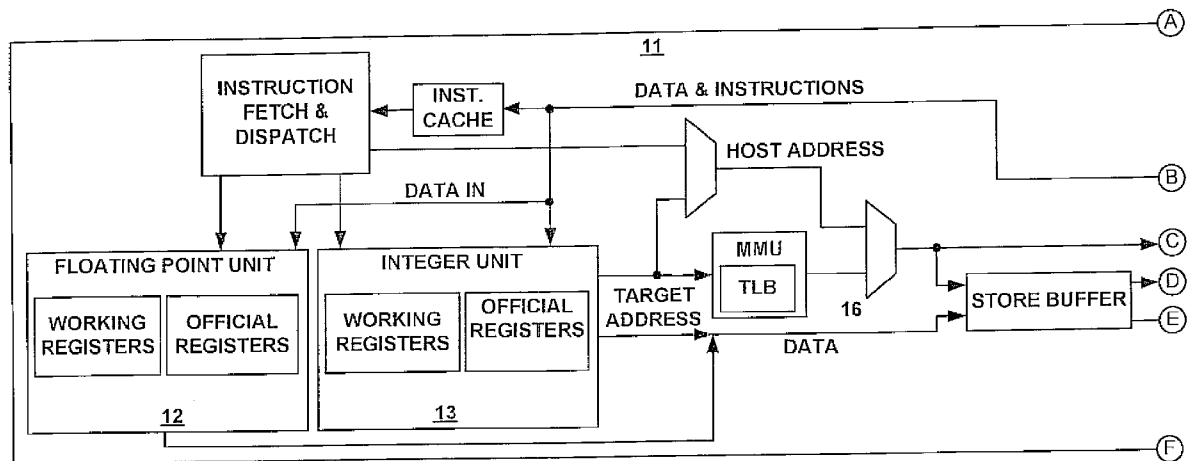 A
11
INSTRUCTION
FETCH &
DISPATCH
INST.
CACHE
DATA & INSTRUCTIONS
HOST ADDRESS
B
DATA IN
FLOATING POINT UNIT
INTEGER UNIT
MMU
TLB
C
D
E
STORE BUFFER
16
TARGET
ADDRESS
DATA
WORKING
REGISTERS
OFFICIAL
REGISTERS
WORKING
REGISTERS
OFFICIAL
REGISTERS
12
13
F